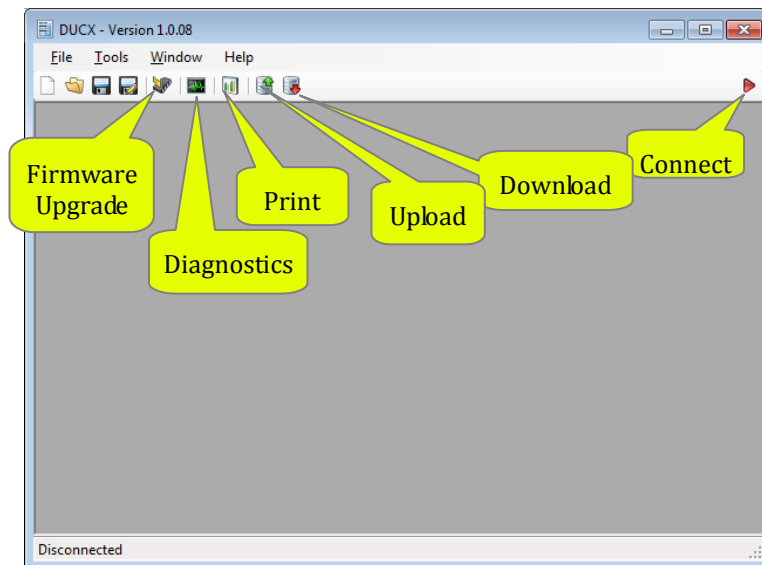 DUCX - Version 1.0.08
File Tools Window Help
Firmware
Upgrade
Diagnostics
Print
Upload
Download
Connect
Disconnected